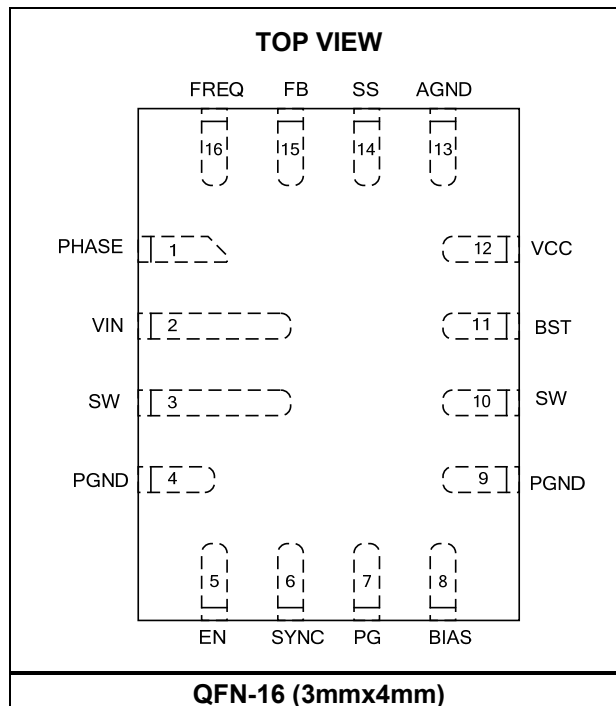 TOP VIEW
FREQ FB SS AGND
16 15 14 13
PHASE 1 12 VCC
VIN 2 11 BST
SW 3 10 SW
PGND 4 9 PGND
5 6 7 8
EN SYNC PG BIAS
QFN-16 (3mmx4mm)